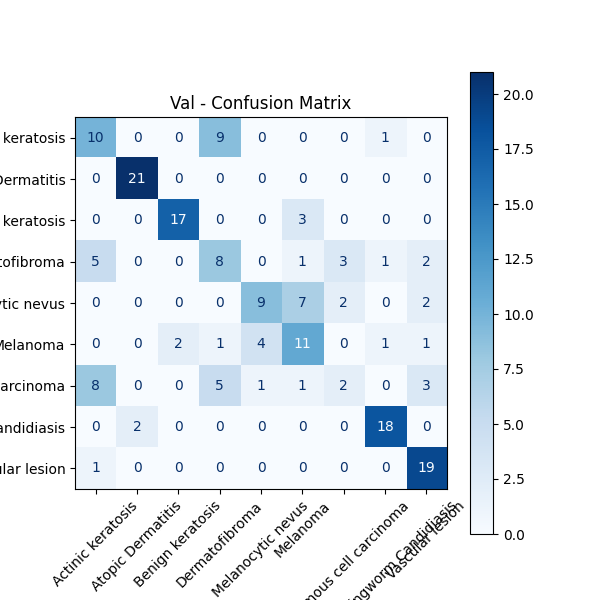 Val - Confusion Matrix
keratosis 10 0 0 9 0 0 0 1 0
Dermatitis 0 21 0 0 0 0 0 0 0
keratosis 0 0 17 0 0 3 0 0 0
tofibroma 5 0 0 8 0 1 3 1 2
ytic nevus 0 0 0 0 9 7 2 0 2
Melanoma 0 0 2 1 4 11 0 1 1
arcinoma 8 0 0 5 1 1 2 0 3
andidiasis 0 2 0 0 0 0 0 18 0
ular lesion 1 0 0 0 0 0 0 0 19
Actinic keratosis
Atopic Dermatitis
Benign keratosis
Dermatofibroma
Melanocytic nevus
Melanoma
mous cell carcinoma
ingworm Candidiasis
Vascular lesion
20.0
17.5
15.0
12.5
10.0
7.5
5.0
2.5
0.0